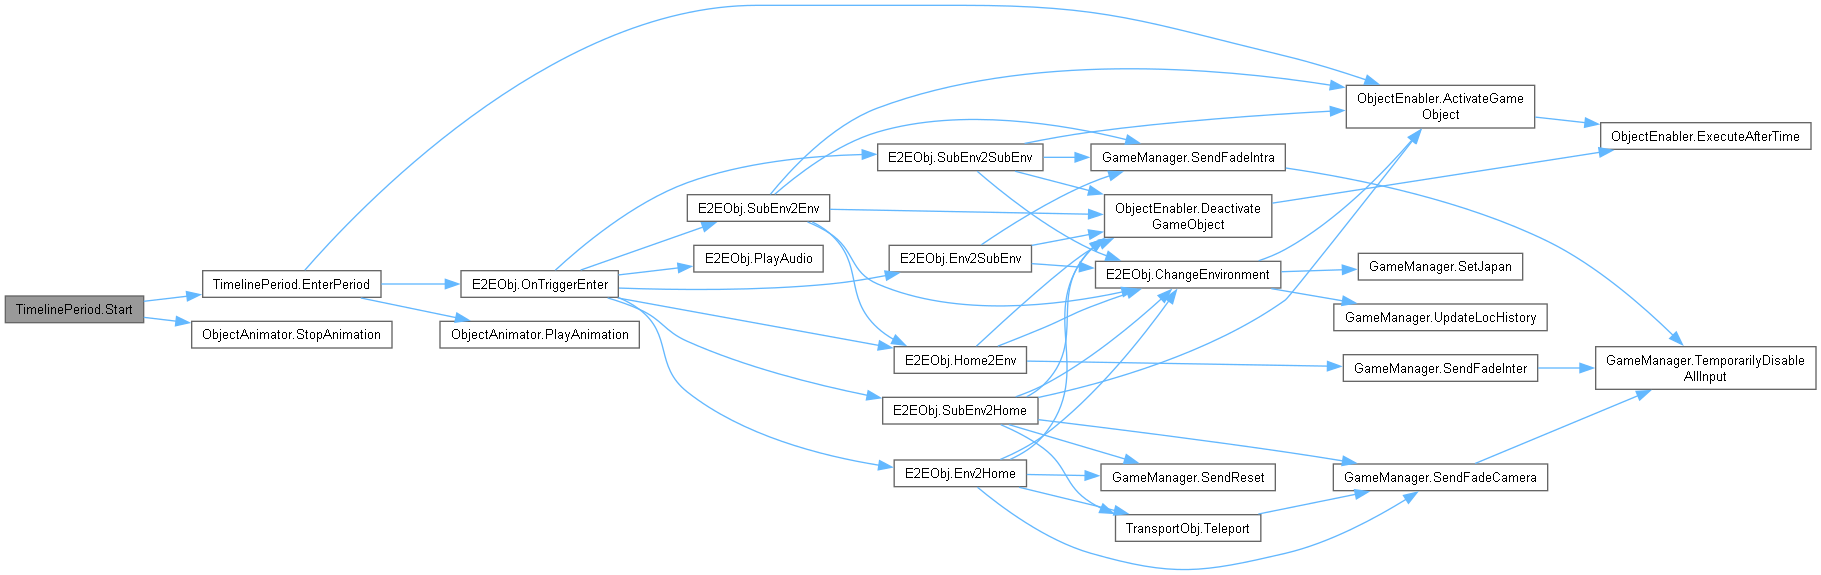 TimelinePeriod.Start
TimelinePeriod.EnterPeriod
ObjectAnimator.StopAnimation
E2EObj.OnTriggerEnter
ObjectAnimator.PlayAnimation
E2EObj.SubEnv2Env
E2EObj.PlayAudio
E2EObj.SubEnv2SubEnv
E2EObj.Env2SubEnv
E2EObj.Home2Env
E2EObj.SubEnv2Home
E2EObj.Env2Home
GameManager.SendFadeIntra
ObjectEnabler.Deactivate
GameObject
E2EObj.ChangeEnvironment
GameManager.SendReset
TransportObj.Teleport
ObjectEnabler.ActivateGame
Object
GameManager.SetJapan
GameManager.UpdateLocHistory
GameManager.SendFadeInter
GameManager.SendFadeCamera
ObjectEnabler.ExecuteAfterTime
GameManager.TemporarilyDisable
AllInput